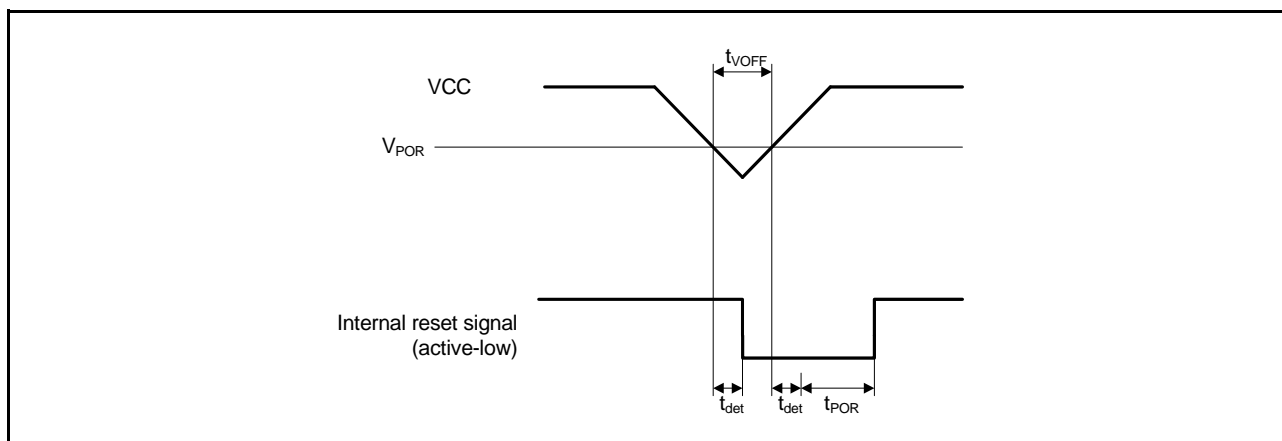 tVOFF
VCC
VPOR
Internal reset signal
(active-low)
tdet
tdet
tPOR